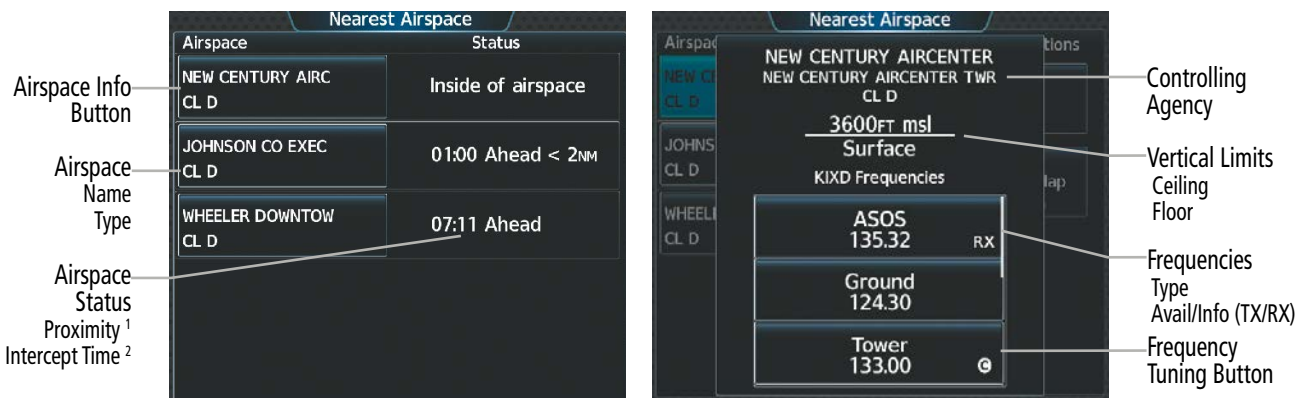 Nearest Airspace
Airspace Status
Airspace Info
Button
NEW CENTURY AIRC
CL D
Inside of airspace
Airspace
Name
Type
JOHNSON CO EXEC
CL D
01:00 Ahead < 2NM
WHEELER DOWNTOW
CL D
07:11 Ahead
Airspace
Status
Proximity 1
Intercept Time 2
Nearest Airspace
Airspac
tions
NEW CE
CL D
JOHNS
CL D
lap
WHEELE
CL D
NEW CENTURY AIRCENTER
NEW CENTURY AIRCENTER TWR
CL D
Controlling
Agency
3600FT msl
Surface
Vertical Limits
Ceiling
Floor
KIXD Frequencies
ASOS
135.32 RX
Frequencies
Type
Avail/Info (TX/RX)
Ground
124.30
Tower
133.00 C
Frequency
Tuning Button